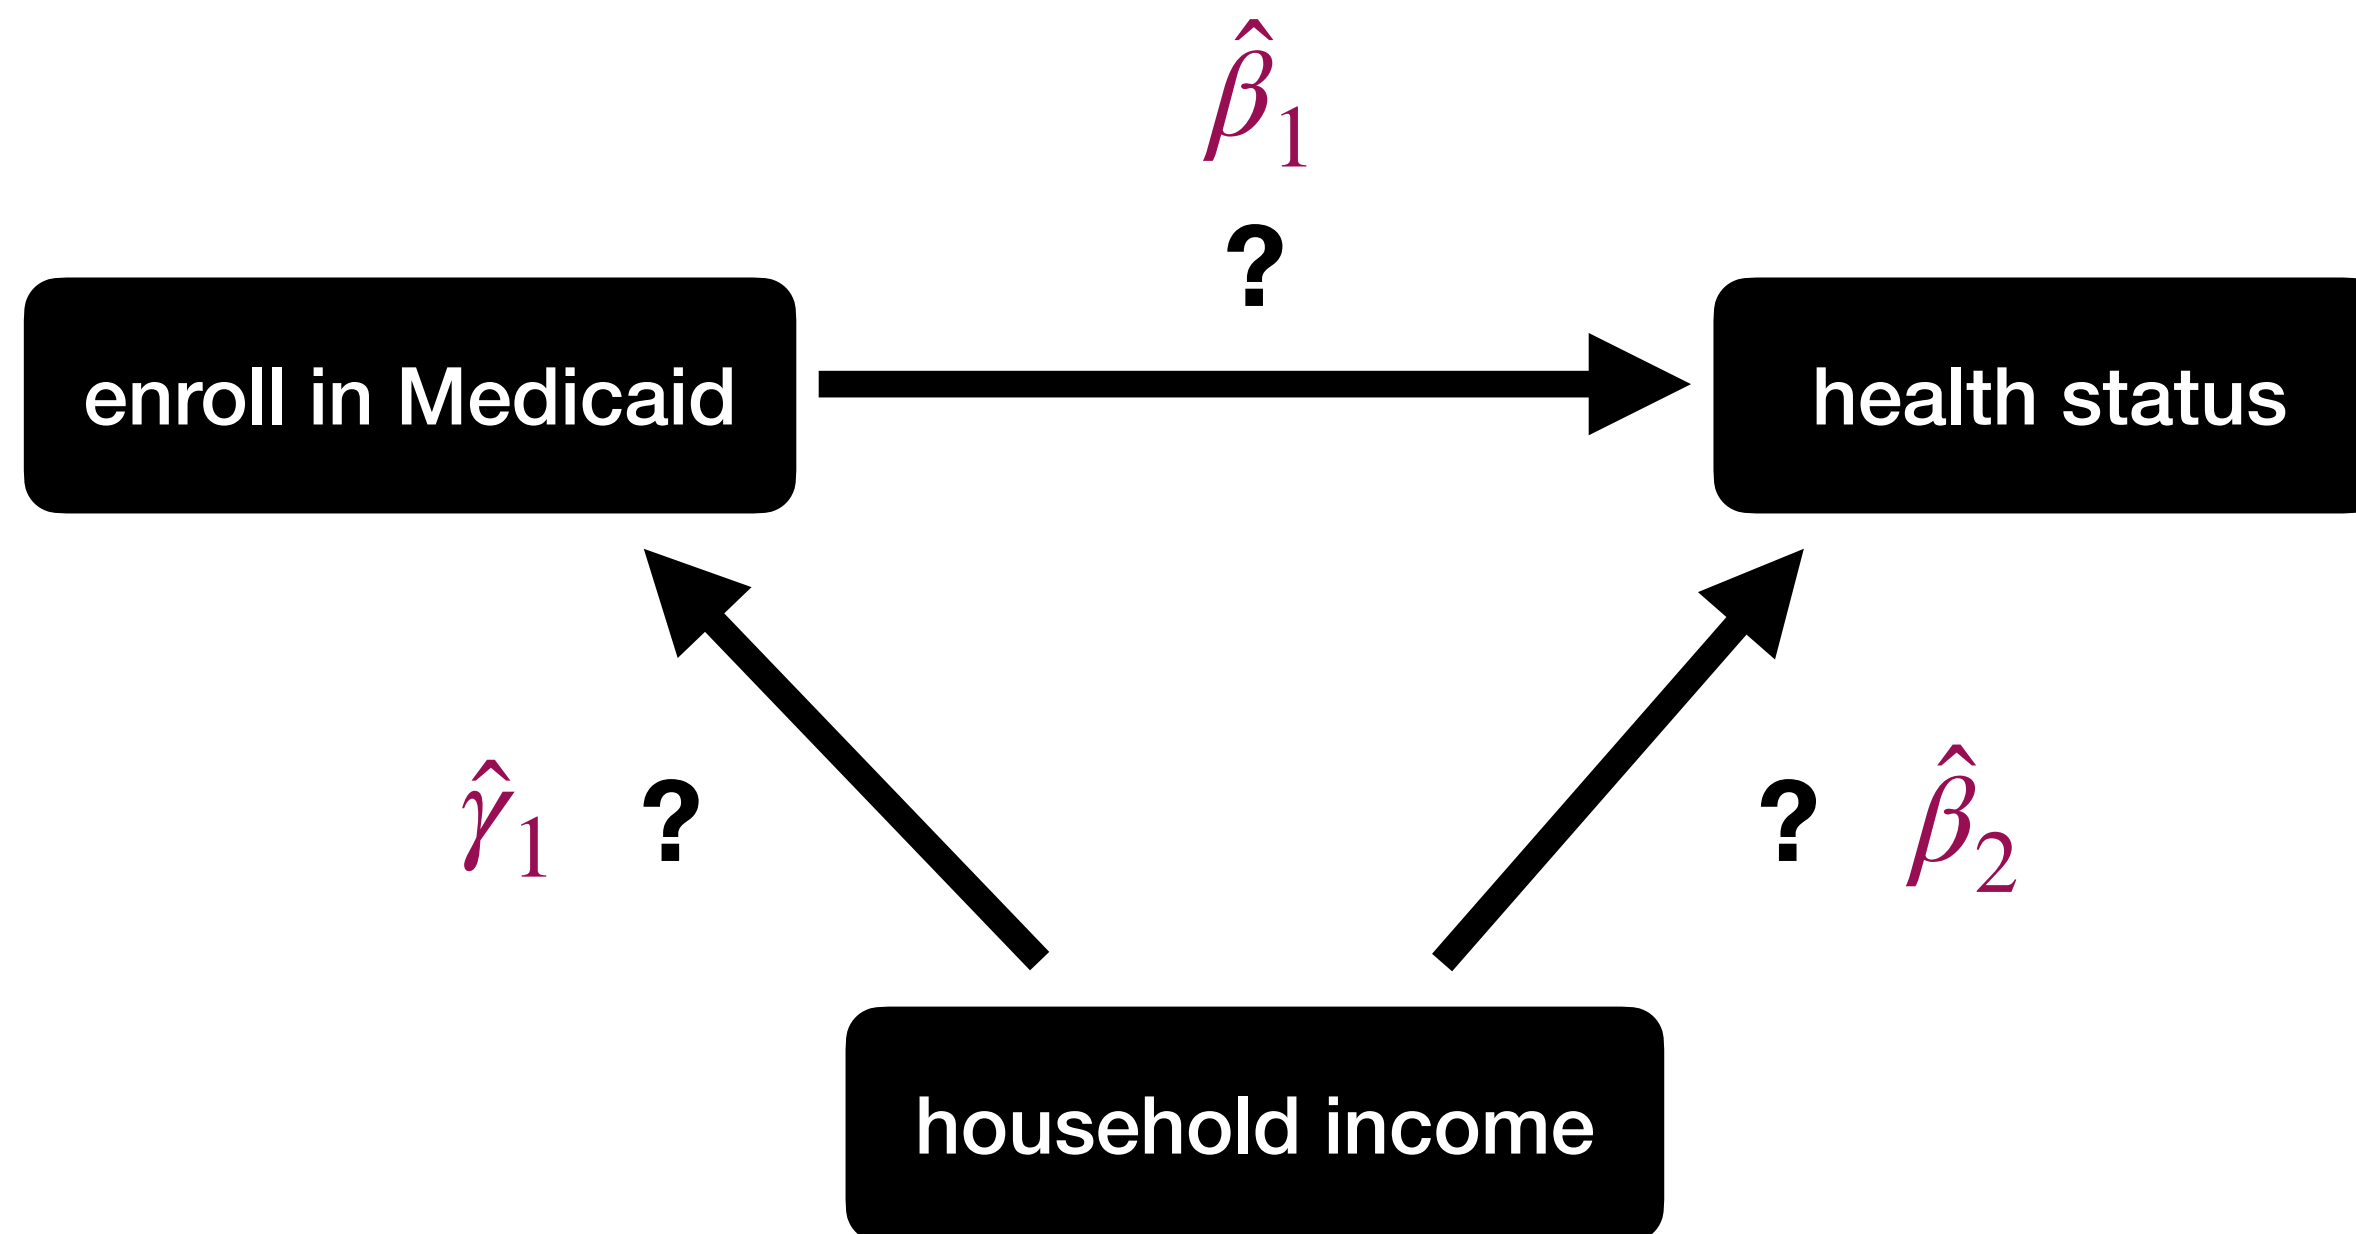 β̂₁
?
enroll in Medicaid
health status
γ̂₁ ?
? β̂₂
household income